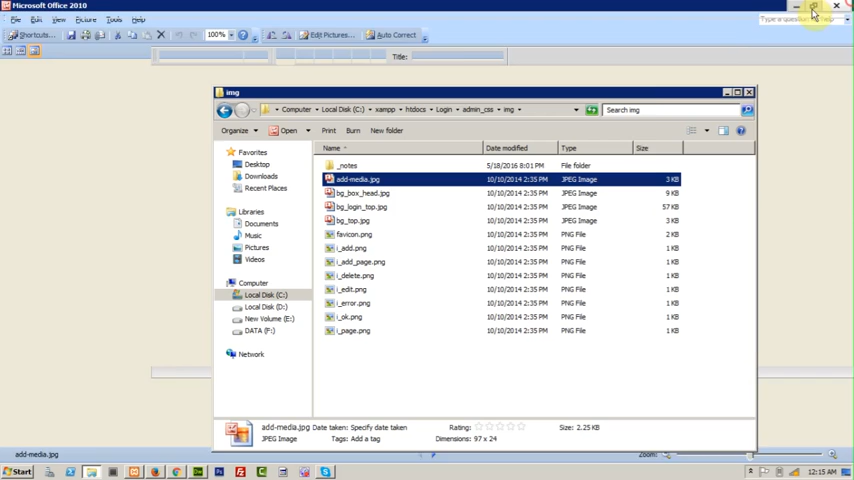 Microsoft Office 2010
File Edit View Picture Tools Help
Type a question for help
Shortcuts... 100% Edit Pictures... Auto Correct
Title:
img
Computer Local Disk (C:) xampp htdocs Login admin_css img Search img
Organize Open Print Burn New folder
Name Date modified Type Size
Favorites
Desktop
Downloads
Recent Places
Libraries
Documents
Music
Pictures
Videos
Computer
Local Disk (C:)
Local Disk (D:)
New Volume (E:)
DATA (F:)
Network
_notes 5/18/2016 8:01 PM File folder
add-media.jpg 10/10/2014 2:35 PM JPEG Image 3 KB
bg_box_head.jpg 10/10/2014 2:35 PM JPEG Image 9 KB
bg_login_top.jpg 10/10/2014 2:35 PM JPEG Image 57 KB
bg_top.jpg 10/10/2014 2:35 PM JPEG Image 3 KB
favicon.png 10/10/2014 2:35 PM PNG File 2 KB
i_add.png 10/10/2014 2:35 PM PNG File 1 KB
i_add_page.png 10/10/2014 2:35 PM PNG File 1 KB
i_delete.png 10/10/2014 2:35 PM PNG File 1 KB
i_edit.png 10/10/2014 2:35 PM PNG File 1 KB
i_error.png 10/10/2014 2:35 PM PNG File 1 KB
i_ok.png 10/10/2014 2:35 PM PNG File 1 KB
i_page.png 10/10/2014 2:35 PM PNG File 1 KB
add-media.jpg Date taken: Specify date taken Rating: Size: 2.25 KB
JPEG Image Tags: Add a tag Dimensions: 97 x 24
add-media.jpg Zoom:
Start 12:15 AM